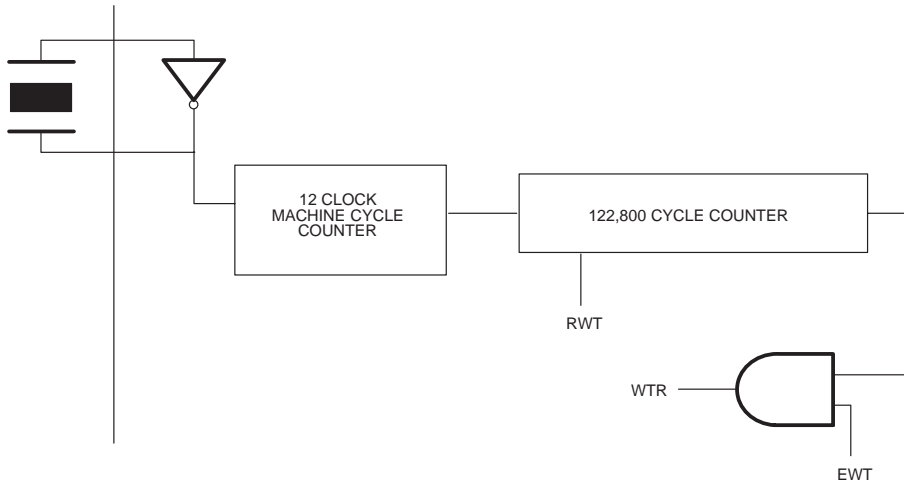 12 CLOCK
MACHINE CYCLE
COUNTER
122,800 CYCLE COUNTER
RWT
WTR
EWT